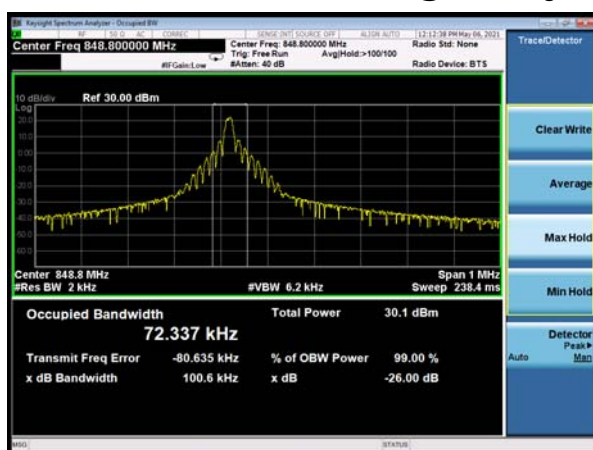 Keysight Spectrum Analyzer - Occupied BW
RF 50 Ω AC CORREC SENSE:INT SOURCE OFF ALIGN AUTO 12:12:38 PM May 06, 2021
Center Freq 848.800000 MHz Center Freq: 848.800000 MHz Radio Std: None
Trig: Free Run Avg|Hold:>100/100
#IFGain:Low #Atten: 40 dB Radio Device: BTS
Trace/Detector
10 dB/div Ref 30.00 dBm
Log
20.0
10.0
0.00
-10.0
-20.0
-30.0
-40.0
-50.0
-60.0
Clear Write
Average
Max Hold
Min Hold
Center 848.8 MHz Span 1 MHz
#Res BW 2 kHz #VBW 6.2 kHz Sweep 238.4 ms
Occupied Bandwidth Total Power 30.1 dBm
72.337 kHz
Transmit Freq Error -80.635 kHz % of OBW Power 99.00 %
x dB Bandwidth 100.6 kHz x dB -26.00 dB
Detector
Peak▶
Auto Man
MSG STATUS